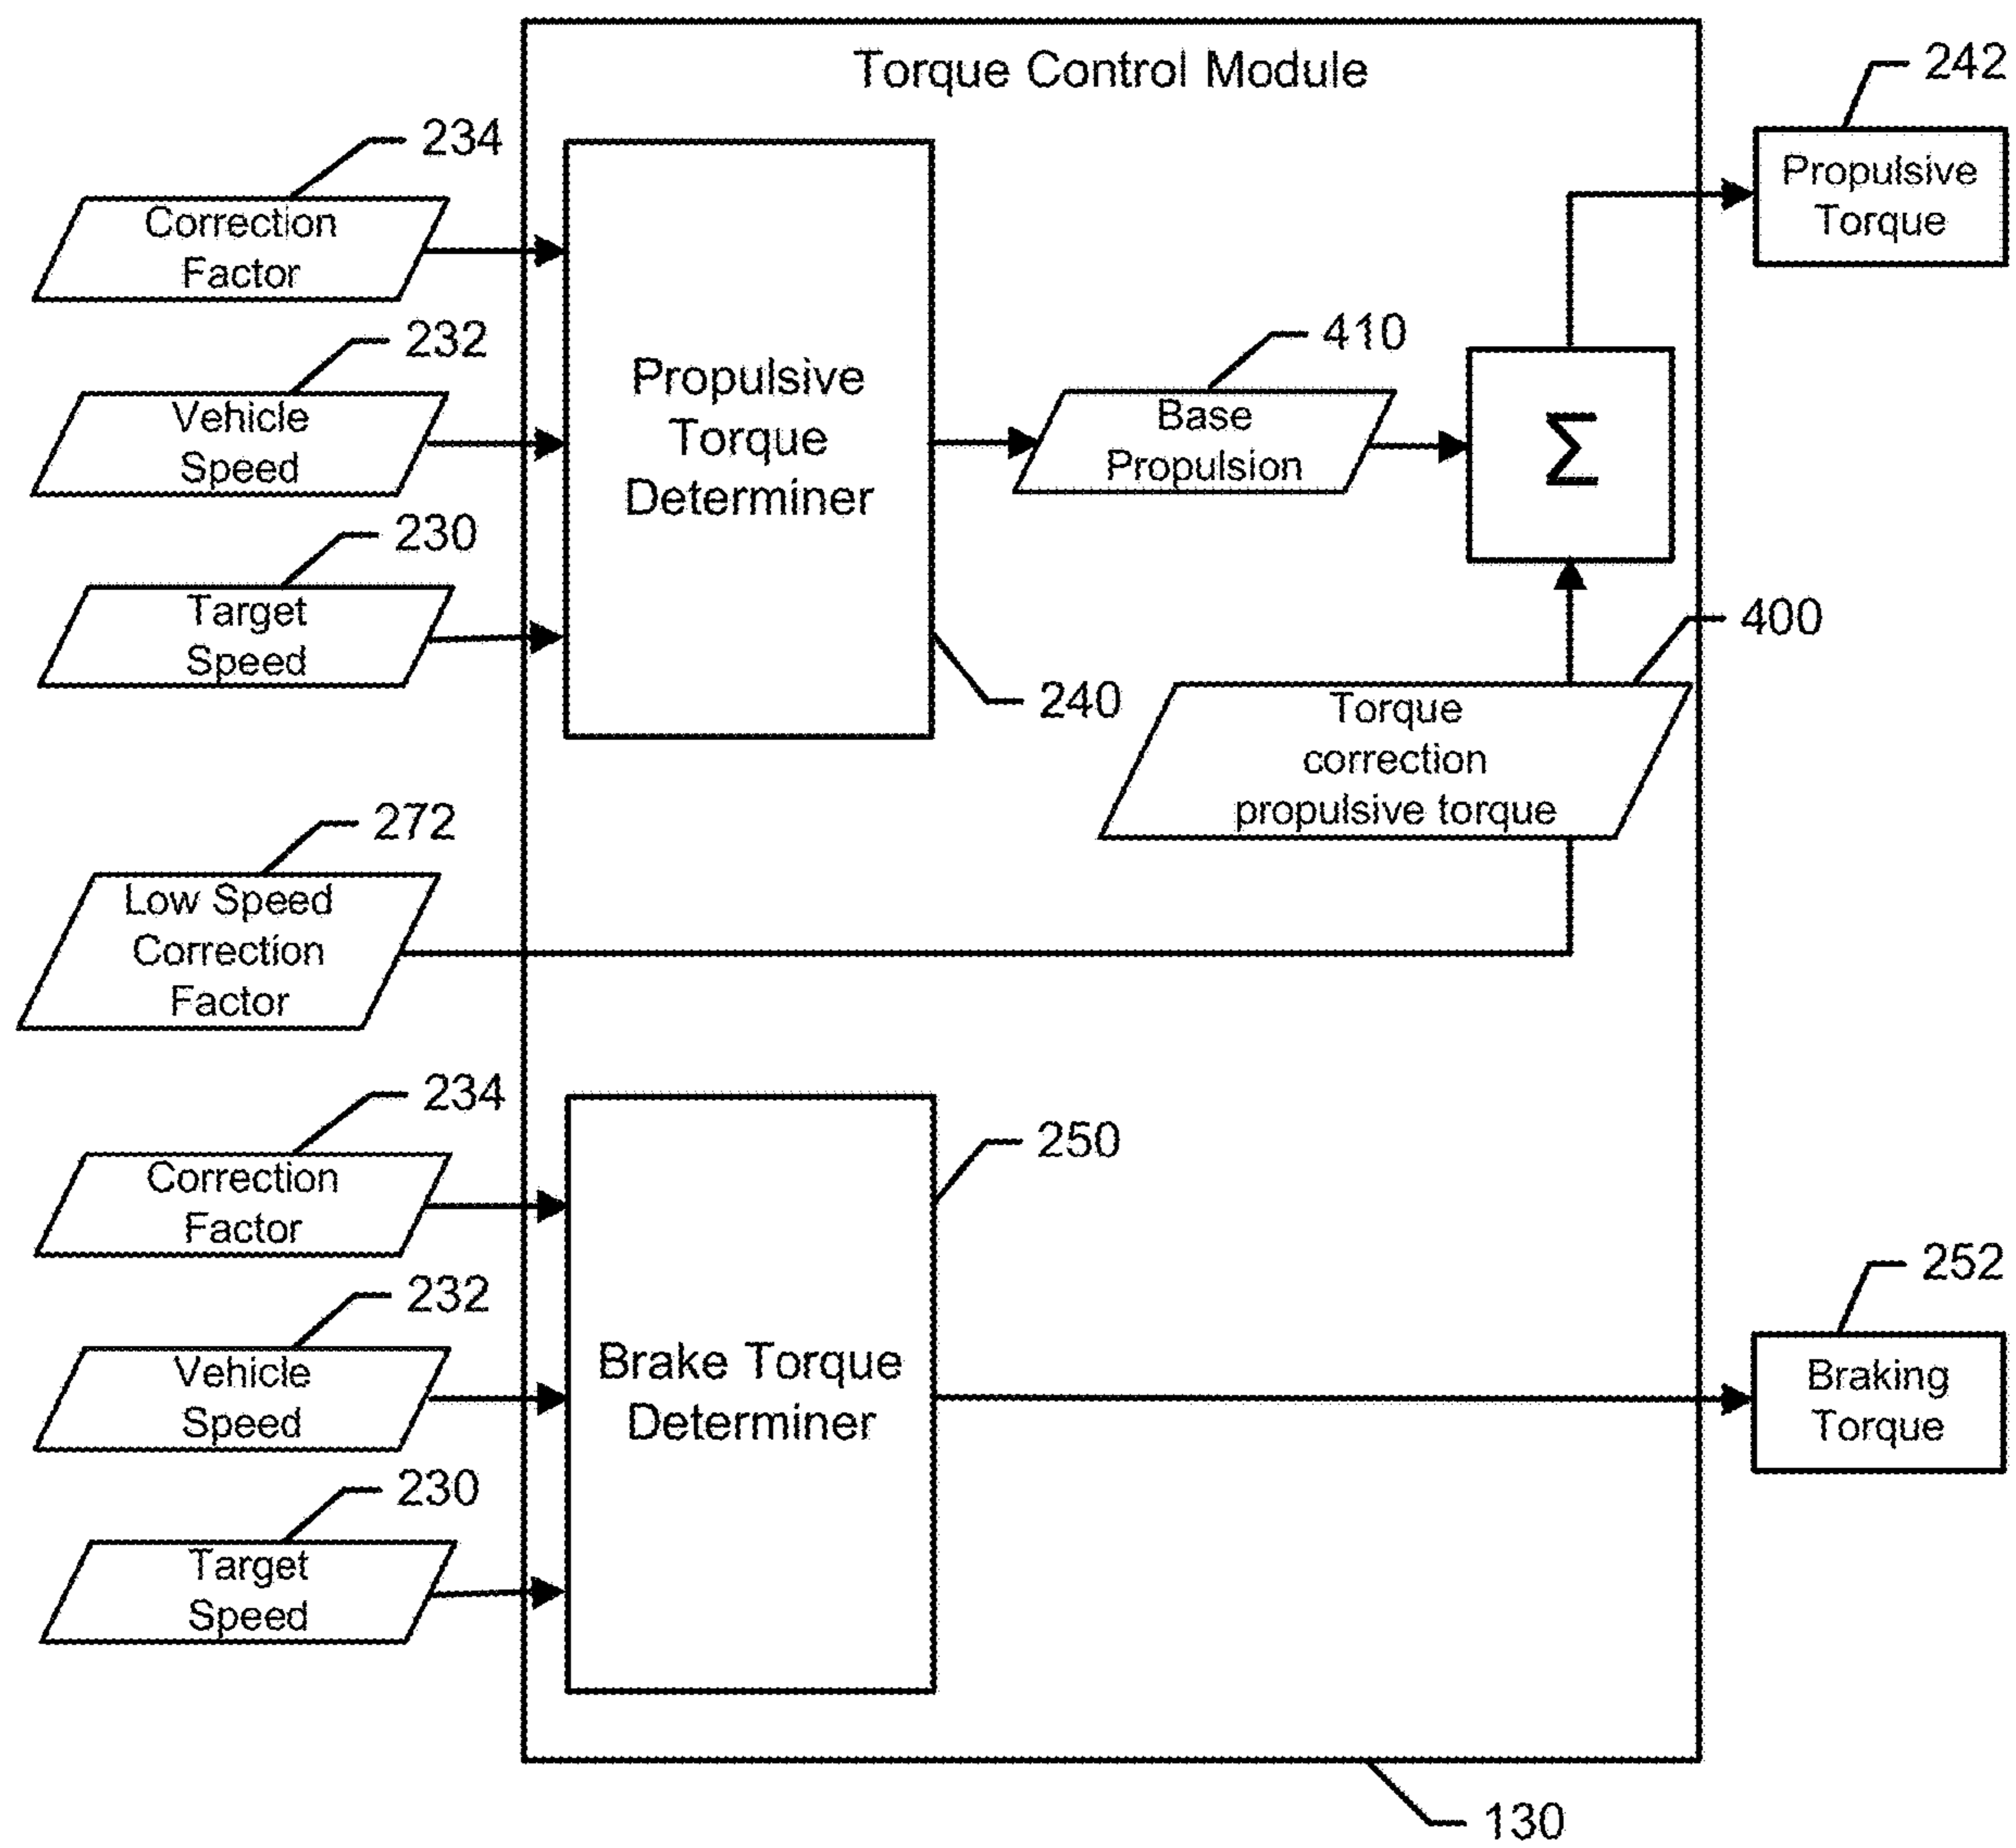 Torque Control Module
242
Propulsive
Torque
234
Correction
Factor
232
Vehicle
Speed
230
Target
Speed
Propulsive
Torque
Determiner
240
410
Base
Propulsion
Σ
400
Torque
correction
propulsive torque
272
Low Speed
Correction
Factor
234
Correction
Factor
232
Vehicle
Speed
230
Target
Speed
Brake Torque
Determiner
250
252
Braking
Torque
130